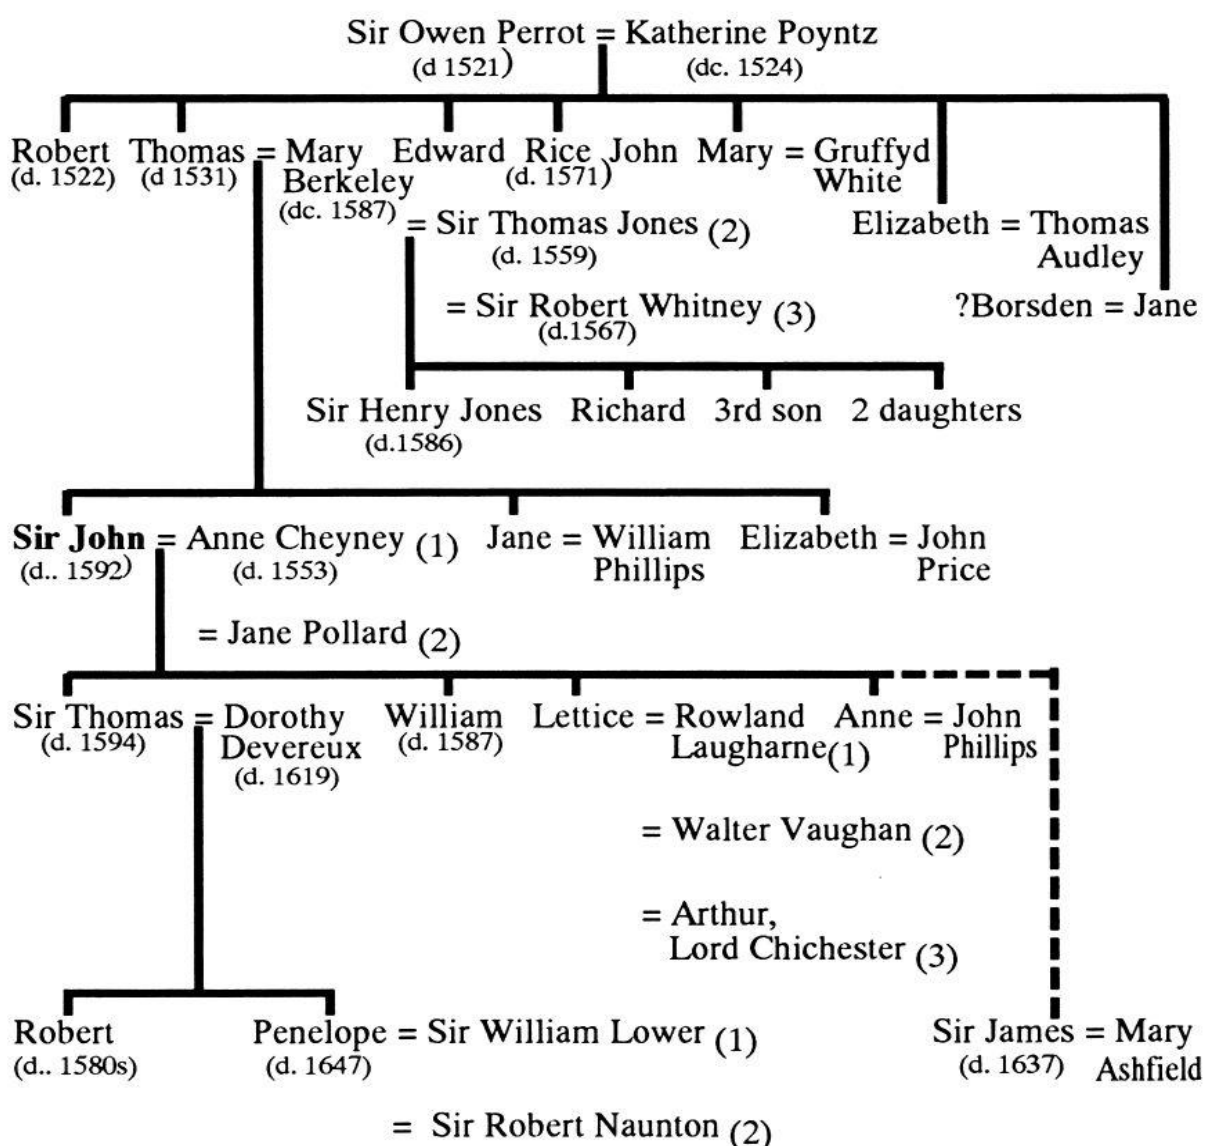 Sir Owen Perrot = Katherine Poyntz
(d 1521) (dc. 1524)
Robert Thomas = Mary Edward Rice John Mary = Gruffyd
(d. 1522) (d 1531) Berkeley (d. 1571) White
(dc. 1587)
= Sir Thomas Jones (2) Elizabeth = Thomas
(d. 1559) Audley
= Sir Robert Whitney (3) ?Borsden = Jane
(d.1567)
Sir Henry Jones Richard 3rd son 2 daughters
(d.1586)
Sir John = Anne Cheyney (1) Jane = William Elizabeth = John
(d.. 1592) (d. 1553) Phillips Price
= Jane Pollard (2)
Sir Thomas = Dorothy William Lettice = Rowland Anne = John
(d. 1594) Devereux (d. 1587) Laugharne (1) Phillips
(d. 1619)
= Walter Vaughan (2)
= Arthur,
Lord Chichester (3)
Robert Penelope = Sir William Lower (1) Sir James = Mary
(d.. 1580s) (d. 1647) (d. 1637) Ashfield
= Sir Robert Naunton (2)